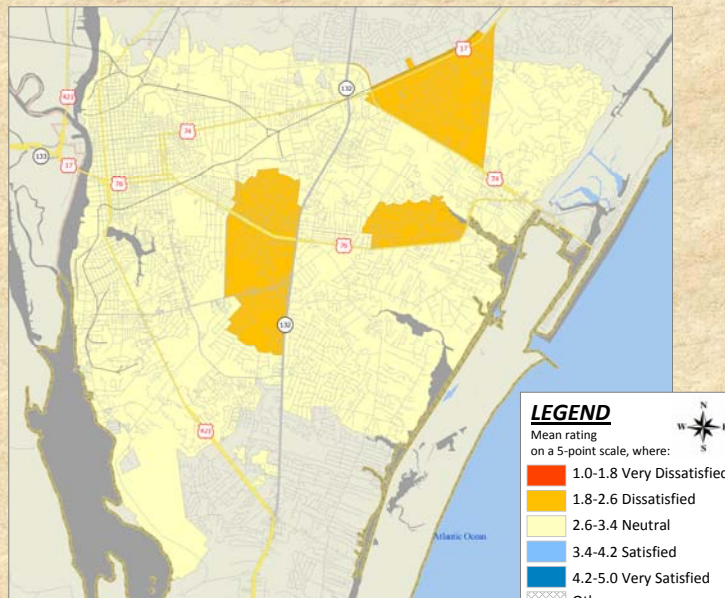 17
132
421
74
133
17
76
74
76
132
421
Atlantic Ocean
LEGEND
N
W E
S
Mean rating
on a 5-point scale, where:
1.0-1.8 Very Dissatisfied
1.8-2.6 Dissatisfied
2.6-3.4 Neutral
3.4-4.2 Satisfied
4.2-5.0 Very Satisfied